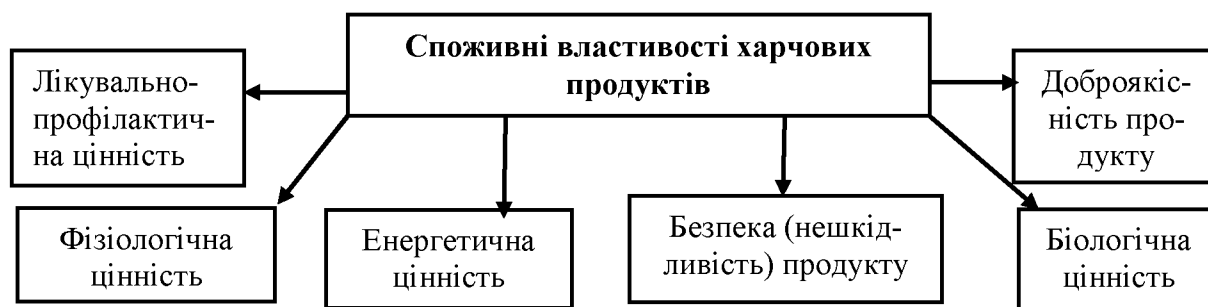 Споживні властивості харчових
продуктів
Лікувально-
профілактич-
на цінність
Доброякіс-
ність про-
дукту
Фізіологічна
цінність
Енергетична
цінність
Безпека (нешкід-
ливість) продукту
Біологічна
цінність